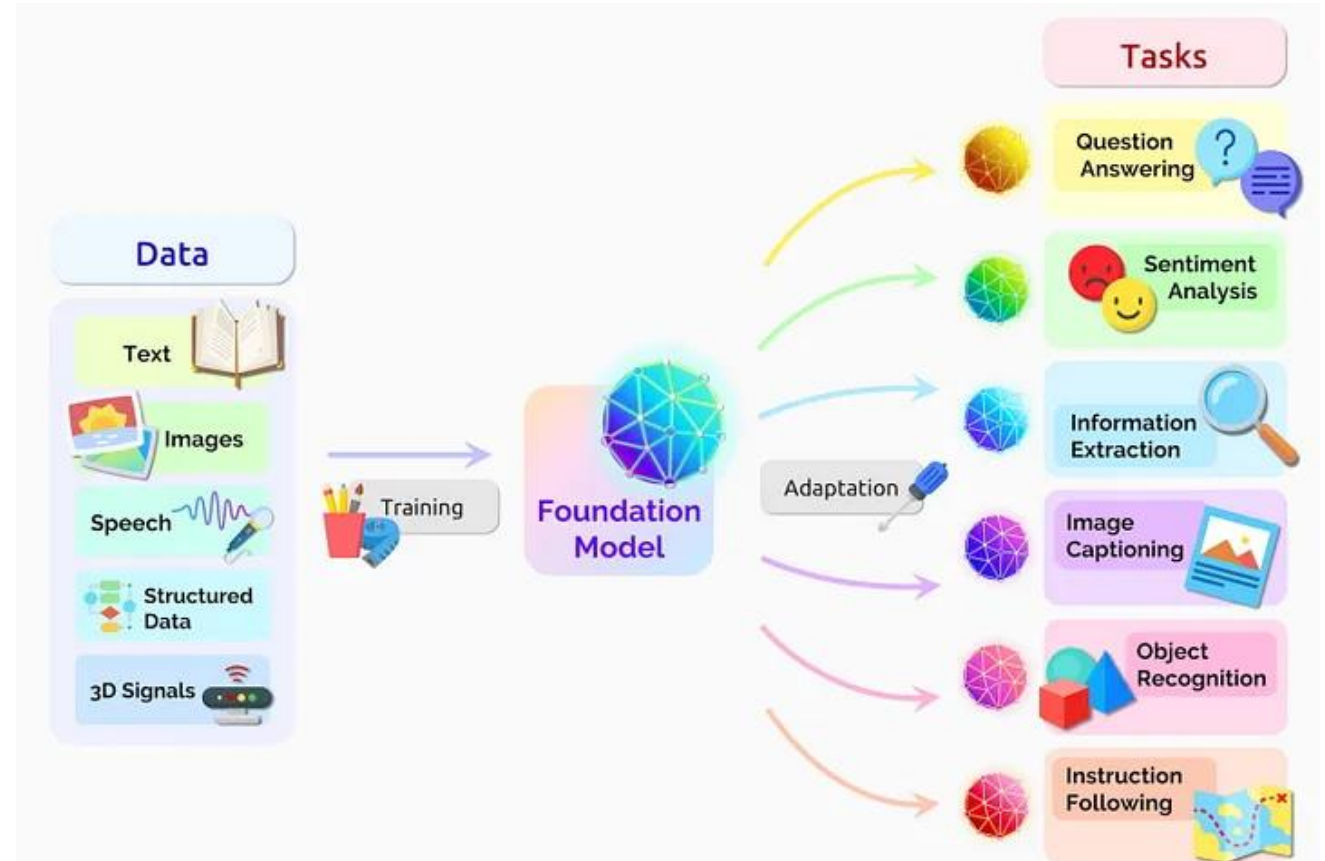 Data
Text
Images
Speech
Structured
Data
3D Signals
Training
Foundation
Model
Adaptation
Tasks
Question
Answering
?
Sentiment
Analysis
Information
Extraction
Image
Captioning
Object
Recognition
Instruction
Following